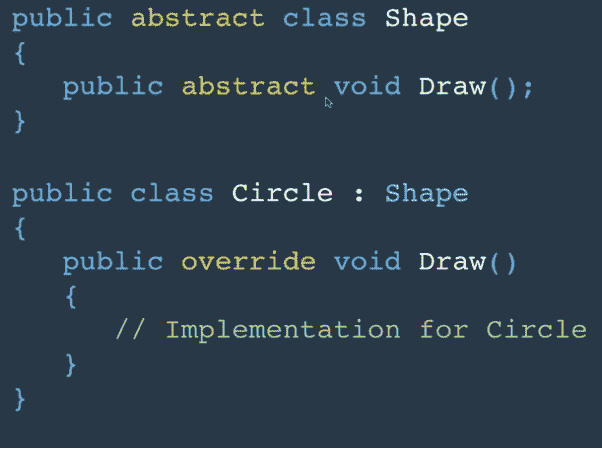 public abstract class Shape
{
public abstract void Draw();
}
public class Circle : Shape
{
public override void Draw()
{
// Implementation for Circle
}
}